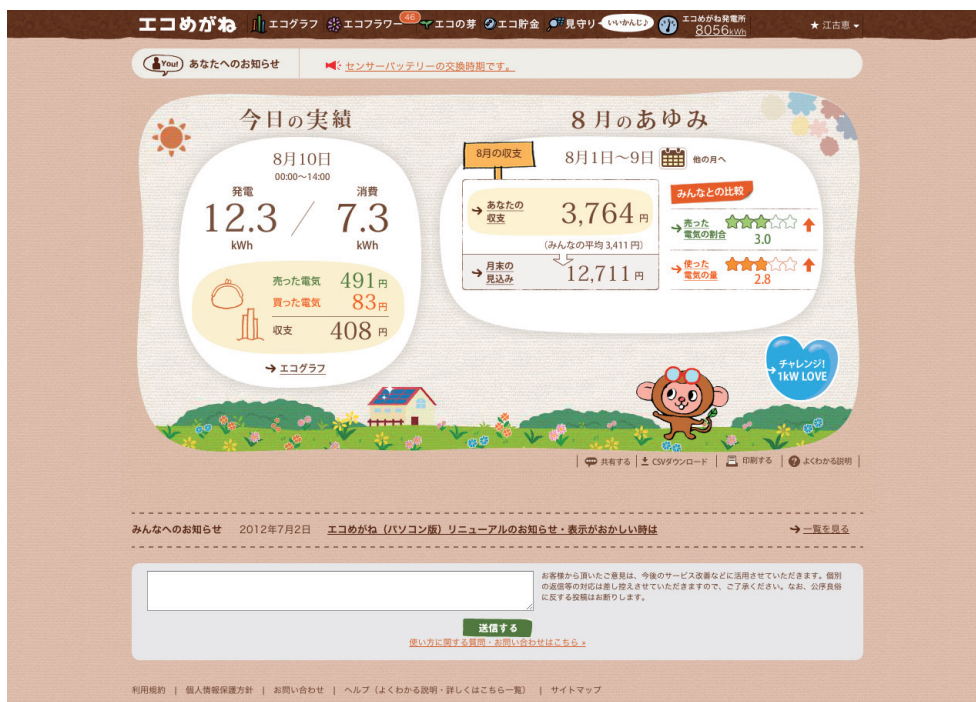 エコめがね エコグラフ エコフラワー 46 エコの芽 エコ貯金 見守り いいかんじ♪ エコめがね発電所 8056kWh ★ 江古恵
You! あなたへのお知らせ センサーバッテリーの交換時期です。
今日の実績
8月10日
00:00〜14:00
発電 消費
12.3 / 7.3
kWh kWh
売った電気 491円
買った電気 83円
収支 408 円
→ エコグラフ
8月のあゆみ
8月の収支 8月1日〜9日 他の月へ
→ あなたの収支 3,764 円
(みんなの平均 3,411 円)
→ 月末の見込み 12,711 円
みんなとの比較
→ 売った電気の割合 3.0
→ 使った電気の量 2.8
チャレンジ!
1kW LOVE
共有する | CSVダウンロード | 印刷する | よくわかる説明
みんなへのお知らせ 2012年7月2日 エコめがね（パソコン版）リニューアルのお知らせ・表示がおかしい時は → 一覧を見る
お客様から頂いたご意見は、今後のサービス改善などに活用させていただきます。個別
の返信等の対応は差し控えさせていただきますので、ご了承ください。なお、公序良俗
に反する投稿はお断りします。
送信する
使い方に関する質問・お問い合わせはこちら »
利用規約 | 個人情報保護方針 | お問い合わせ | ヘルプ（よくわかる説明・詳しくはこちら一覧） | サイトマップ